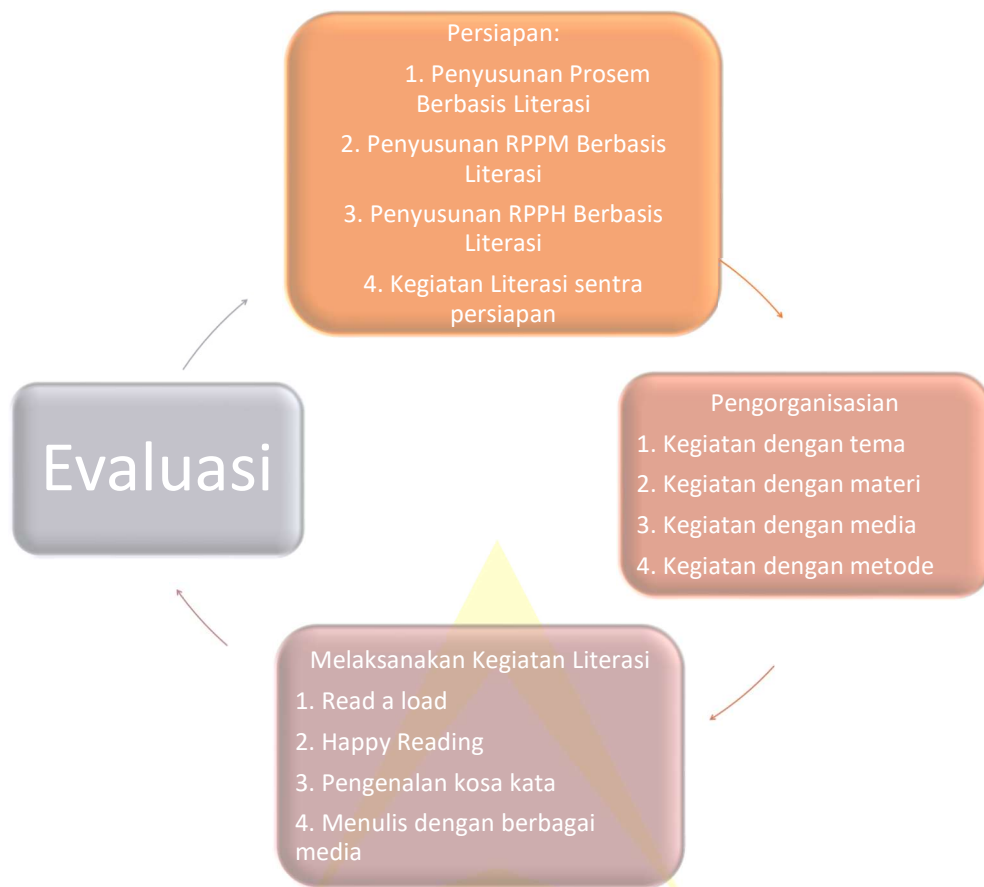 Persiapan:
1. Penyusunan Prosem
Berbasis Literasi
2. Penyusunan RPPM Berbasis
Literasi
3. Penyusunan RPPH Berbasis
Literasi
4. Kegiatan Literasi sentra
persiapan
Pengorganisasian
1. Kegiatan dengan tema
2. Kegiatan dengan materi
3. Kegiatan dengan media
4. Kegiatan dengan metode
Melaksanakan Kegiatan Literasi
1. Read a load
2. Happy Reading
3. Pengenalan kosa kata
4. Menulis dengan berbagai
media
Evaluasi